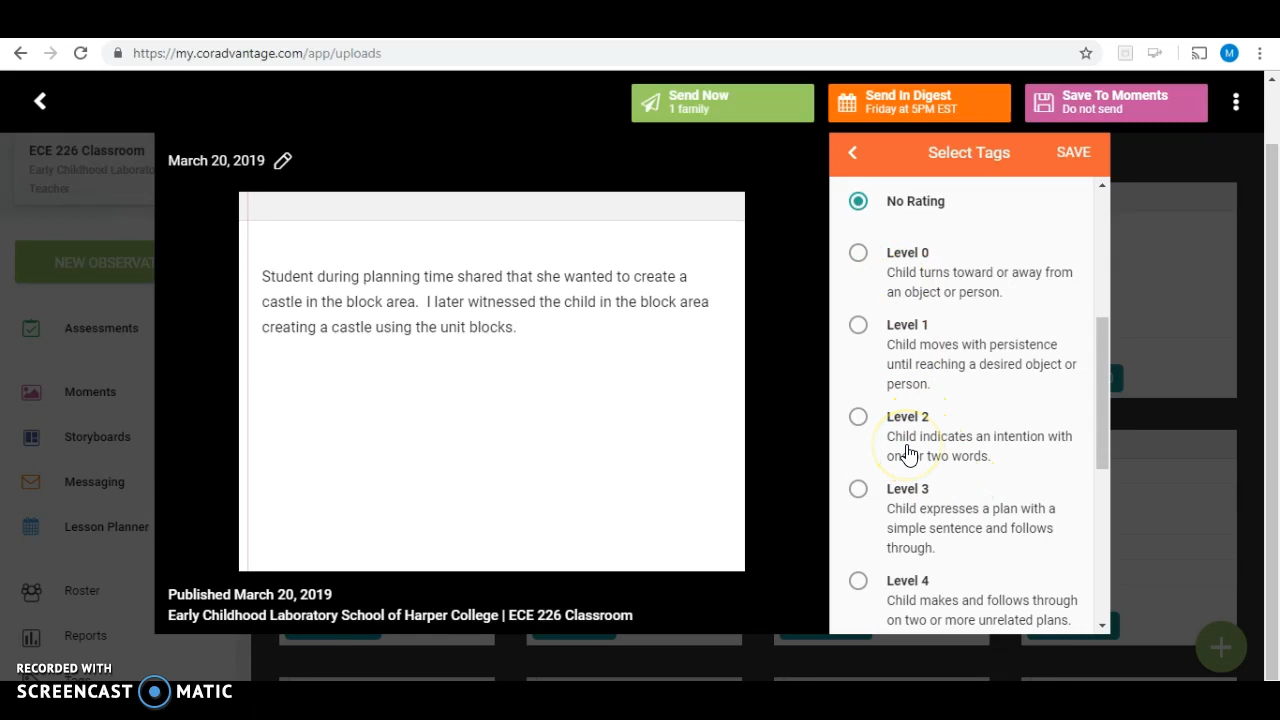 https://my.coradvantage.com/app/uploads
M
Send Now
1 family
Send In Digest
Friday at 5PM EST
Save To Moments
Do not send
ECE 226 Classroom
Early Childhood Laborato
Teacher
NEW OBSERVAT
Assessments
Moments
Storyboards
Messaging
Lesson Planner
Roster
Reports
March 20, 2019
Student during planning time shared that she wanted to create a
castle in the block area. I later witnessed the child in the block area
creating a castle using the unit blocks.
Published March 20, 2019
Early Childhood Laboratory School of Harper College | ECE 226 Classroom
Select Tags
SAVE
No Rating
Level 0
Child turns toward or away from
an object or person.
Level 1
Child moves with persistence
until reaching a desired object or
person.
Level 2
Child indicates an intention with
one or two words.
Level 3
Child expresses a plan with a
simple sentence and follows
through.
Level 4
Child makes and follows through
on two or more unrelated plans.
RECORDED WITH
SCREENCAST MATIC